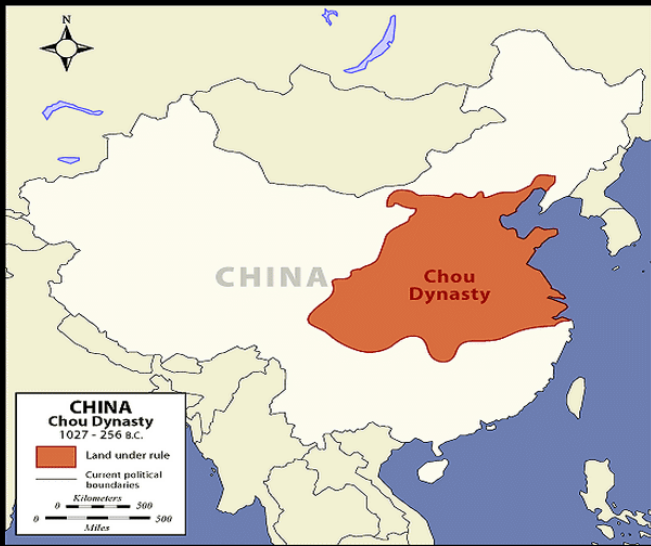 N
CHINA
Chou
Dynasty
CHINA
Chou Dynasty
1027 - 256 B.C.
Land under rule
Current political
boundaries
Kilometers
0 500
0 500
Miles